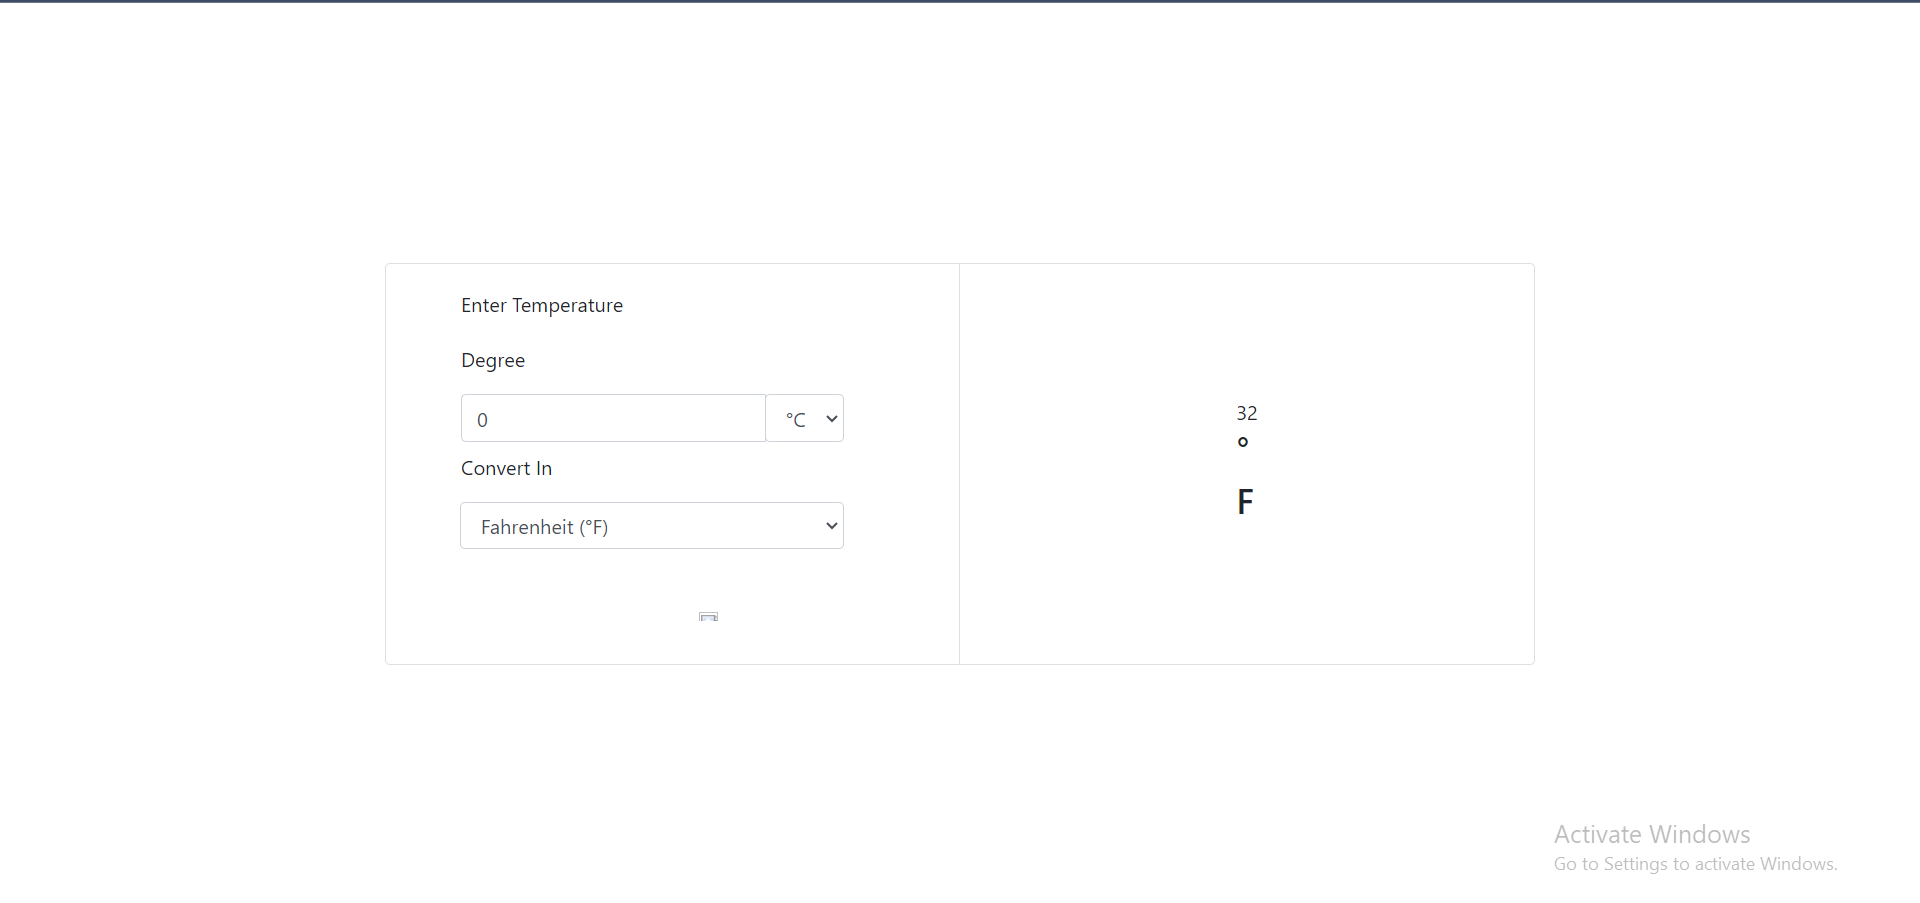 Enter Temperature
Degree
0 °C
Convert In
Fahrenheit (°F)
32
°
F
Activate Windows
Go to Settings to activate Windows.